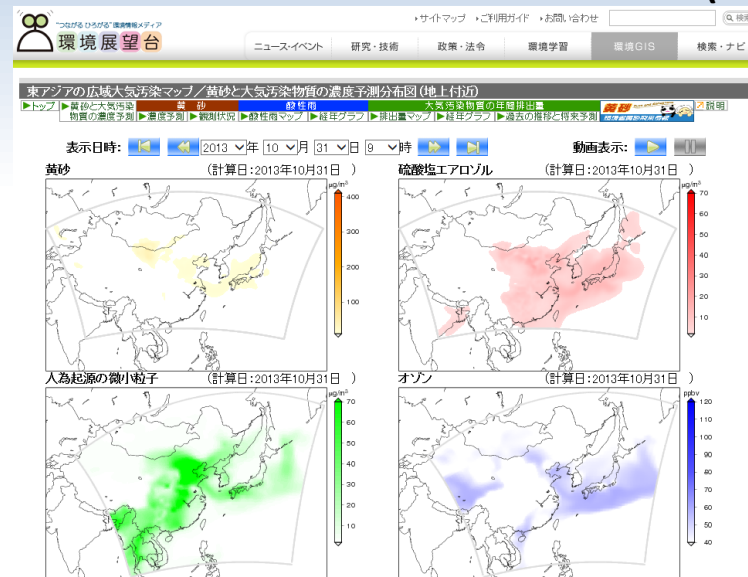 "つながる ひろがる"環境情報メディア
環境展望台
サイトマップ ご利用ガイド お問い合わせ
ニュース・イベント 研究・技術 政策・法令 環境学習 環境GIS 検索・ナビ
東アジアの広域大気汚染マップ／黄砂と大気汚染物質の濃度予測分布図(地上付近)
▶トップ ▶黄砂と大気汚染物質の濃度予測 黄 砂 ▶濃度予測 ▶観測状況 酸性雨 ▶酸性雨マップ ▶経年グラフ 大気汚染物質の年間排出量 ▶排出量マップ ▶経年グラフ ▶過去の推移と将来予測 黄砂 説明
表示日時: 2013 年 10 月 31 日 9 時 動画表示:
黄砂 (計算日:2013年10月31日 )
µg/m³
400
300
200
100
硫酸塩エアロゾル (計算日:2013年10月31日 )
µg/m³
70
60
50
40
30
20
10
人為起源の微小粒子 (計算日:2013年10月31日 )
µg/m³
70
60
50
40
30
20
10
オゾン (計算日:2013年10月31日 )
ppbv
120
110
100
90
80
70
60
50
40